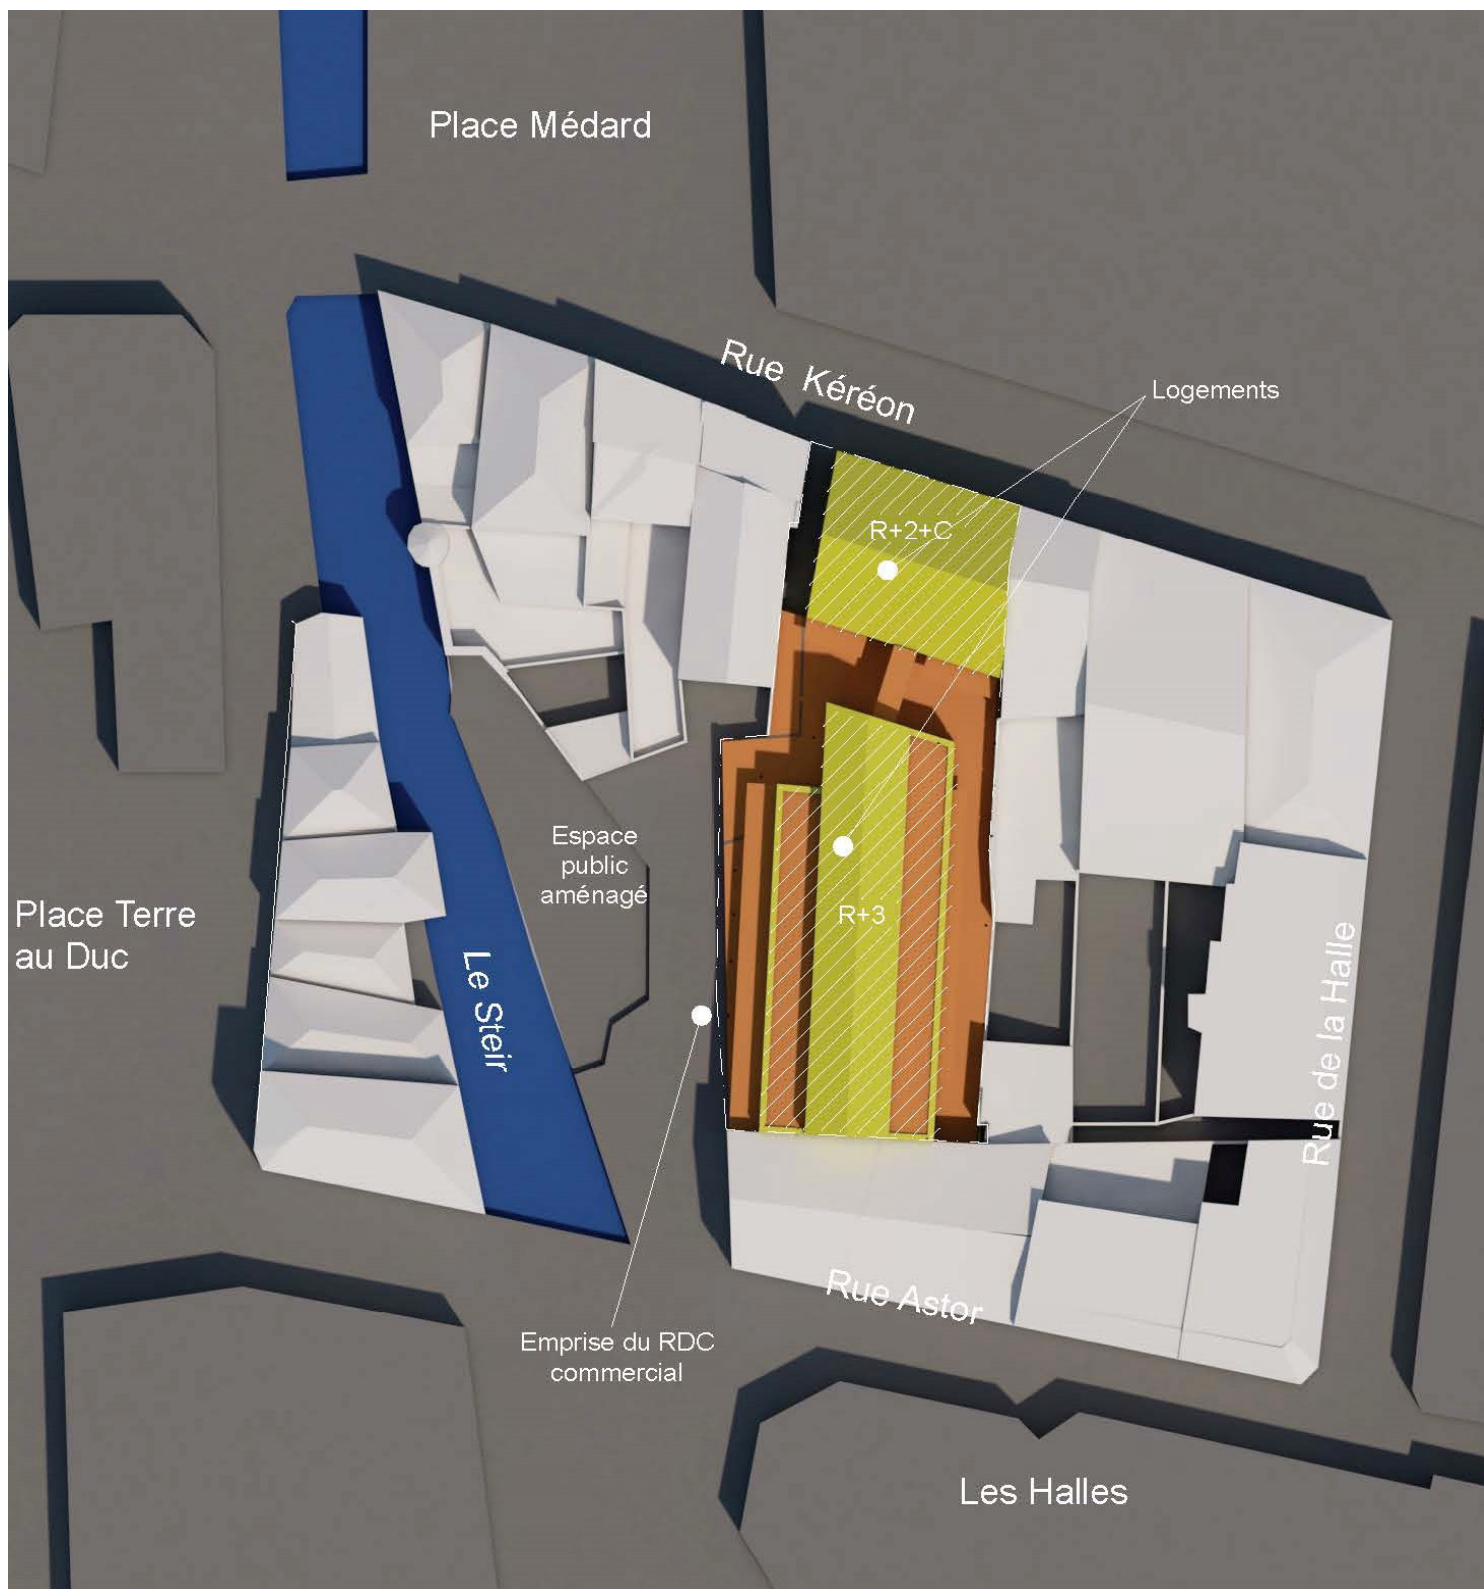 Place Médard
Rue Kéréon
Logements
R+2+C
Espace
public
aménagé
R+3
Place Terre
au Duc
Le Steir
Rue de la Halle
Rue Astor
Emprise du RDC
commercial
Les Halles